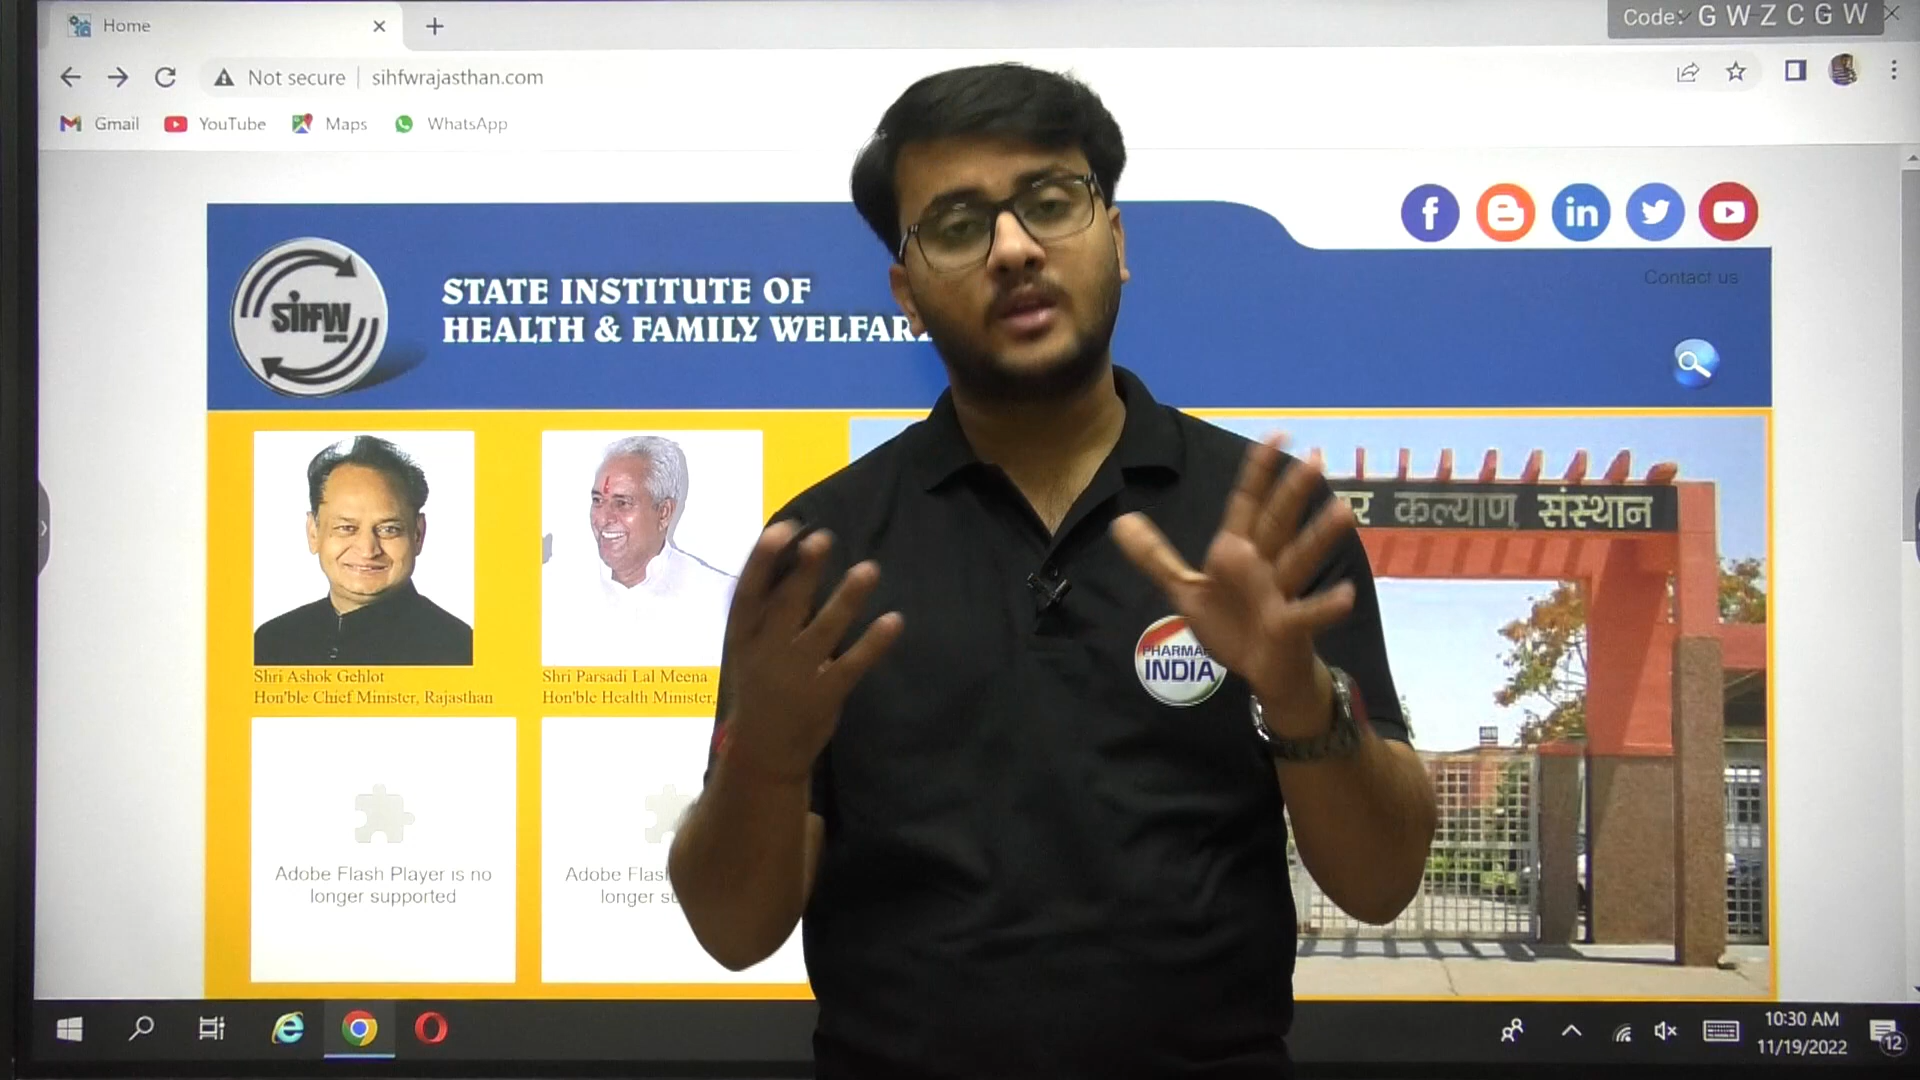 Home
Code: G W Z C G W
Not secure
sihfwrajasthan.com
Gmail
YouTube
Maps
WhatsApp
Contact us
SIHFW
STATE INSTITUTE OF
HEALTH & FAMILY WELFARE
कल्याण संस्थान
Shri Ashok Gehlot
Hon'ble Chief Minister, Rajasthan
Shri Parsadi Lal Meena
Hon'ble Health Minister,
PHARMA
INDIA
Adobe Flash Player is no
longer supported
Adobe Flash
longer su
10:30 AM
11/19/2022
12